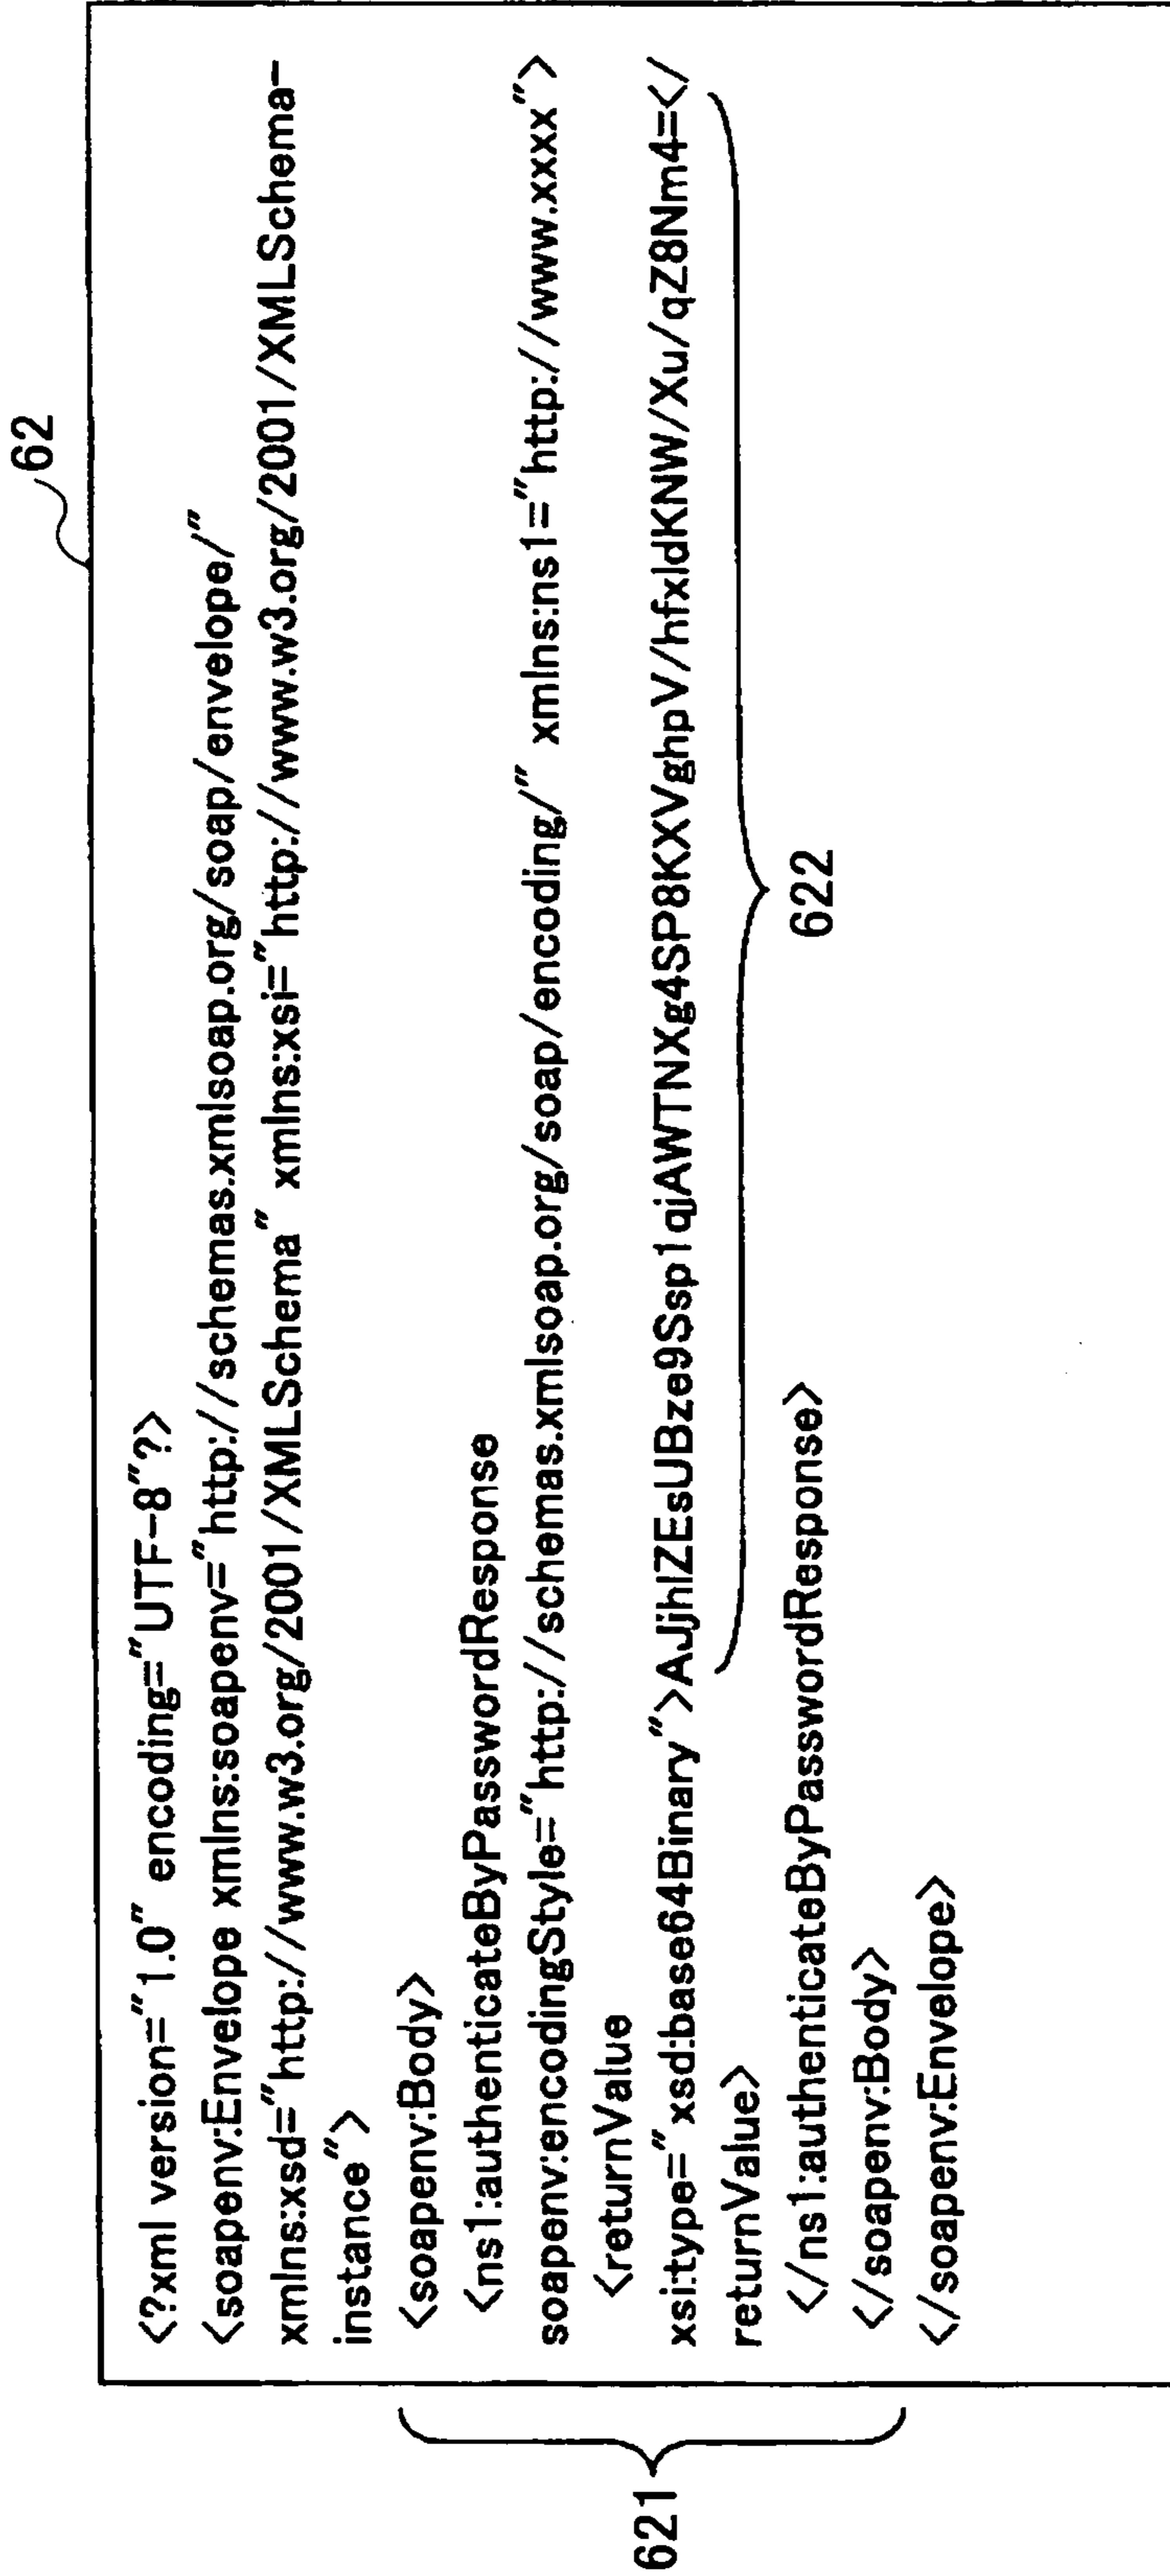 62
<?xml version="1.0" encoding="UTF-8"?>
<soapenv:Envelope xmlns:soapenv="http://schemas.xmlsoap.org/soap/envelope/"
xmlns:xsd="http://www.w3.org/2001/XMLSchema" xmlns:xsi="http://www.w3.org/2001/XMLSchema-
instance">
<soapenv:Body>
<ns1:authenticateByPasswordResponse
soapenv:encodingStyle="http://schemas.xmlsoap.org/soap/encoding/" xmlns:ns1="http://www.xxxx">
<returnValue
xsi:type="xsd:base64Binary">AJjhIZEsUBze9Ssp1qjAWTNXg4SP8KXVghpV/hfxIdKNW/Xu/qZ8Nm4=</
returnValue>
</ns1:authenticateByPasswordResponse>
</soapenv:Body>
</soapenv:Envelope>
621
622